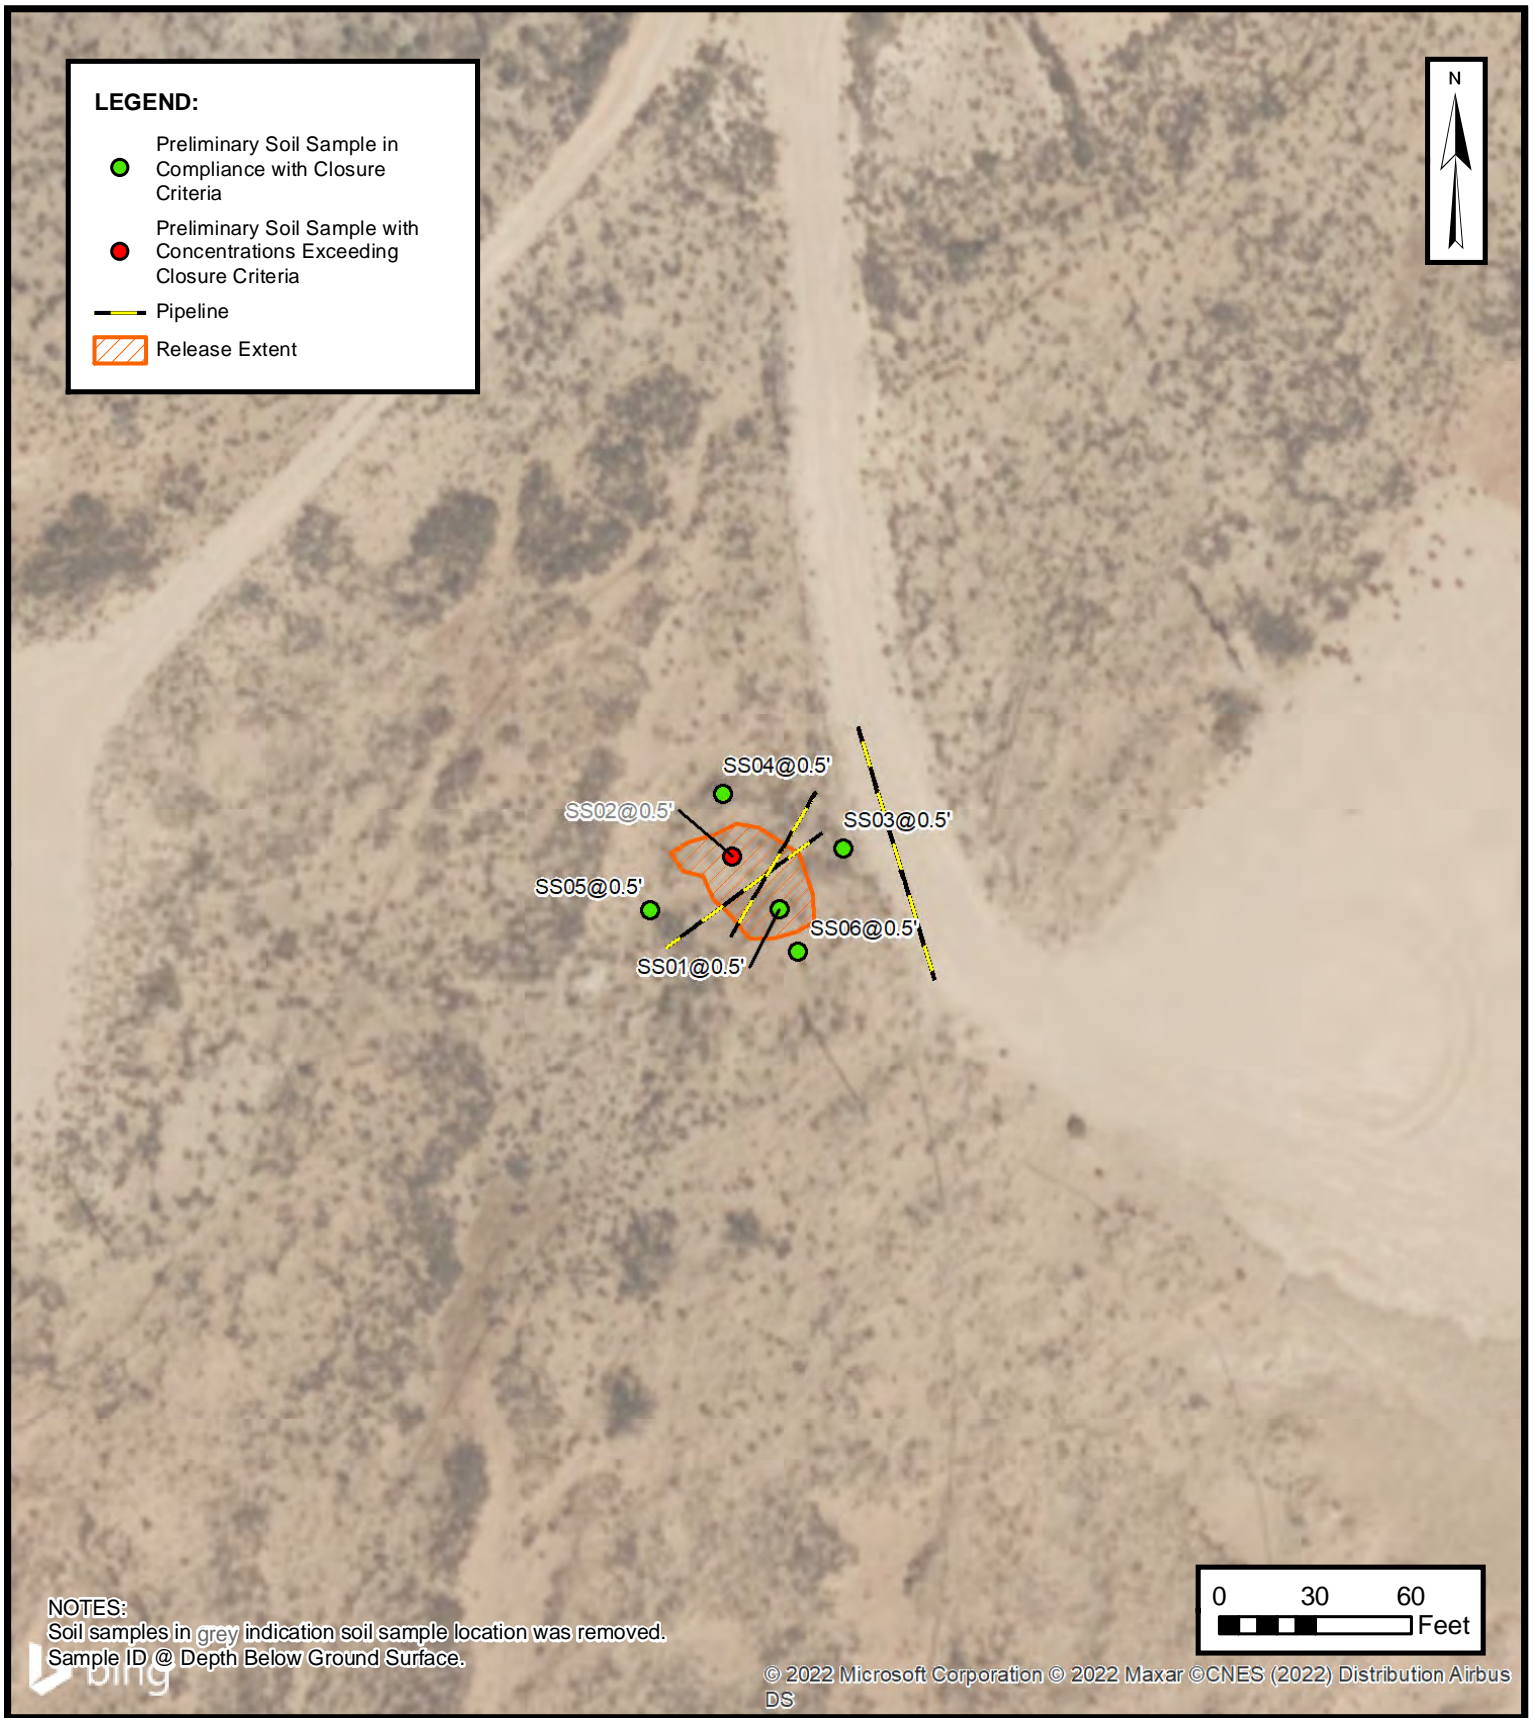 LEGEND:
Preliminary Soil Sample in
Compliance with Closure
Criteria
Preliminary Soil Sample with
Concentrations Exceeding
Closure Criteria
Pipeline
Release Extent
N
SS04@0.5'
SS02@0.5'
SS03@0.5'
SS05@0.5'
SS06@0.5'
SS01@0.5'
NOTES:
Soil samples in grey indication soil sample location was removed.
Sample ID @ Depth Below Ground Surface.
bing
0 30 60
Feet
© 2022 Microsoft Corporation © 2022 Maxar ©CNES (2022) Distribution Airbus
DS